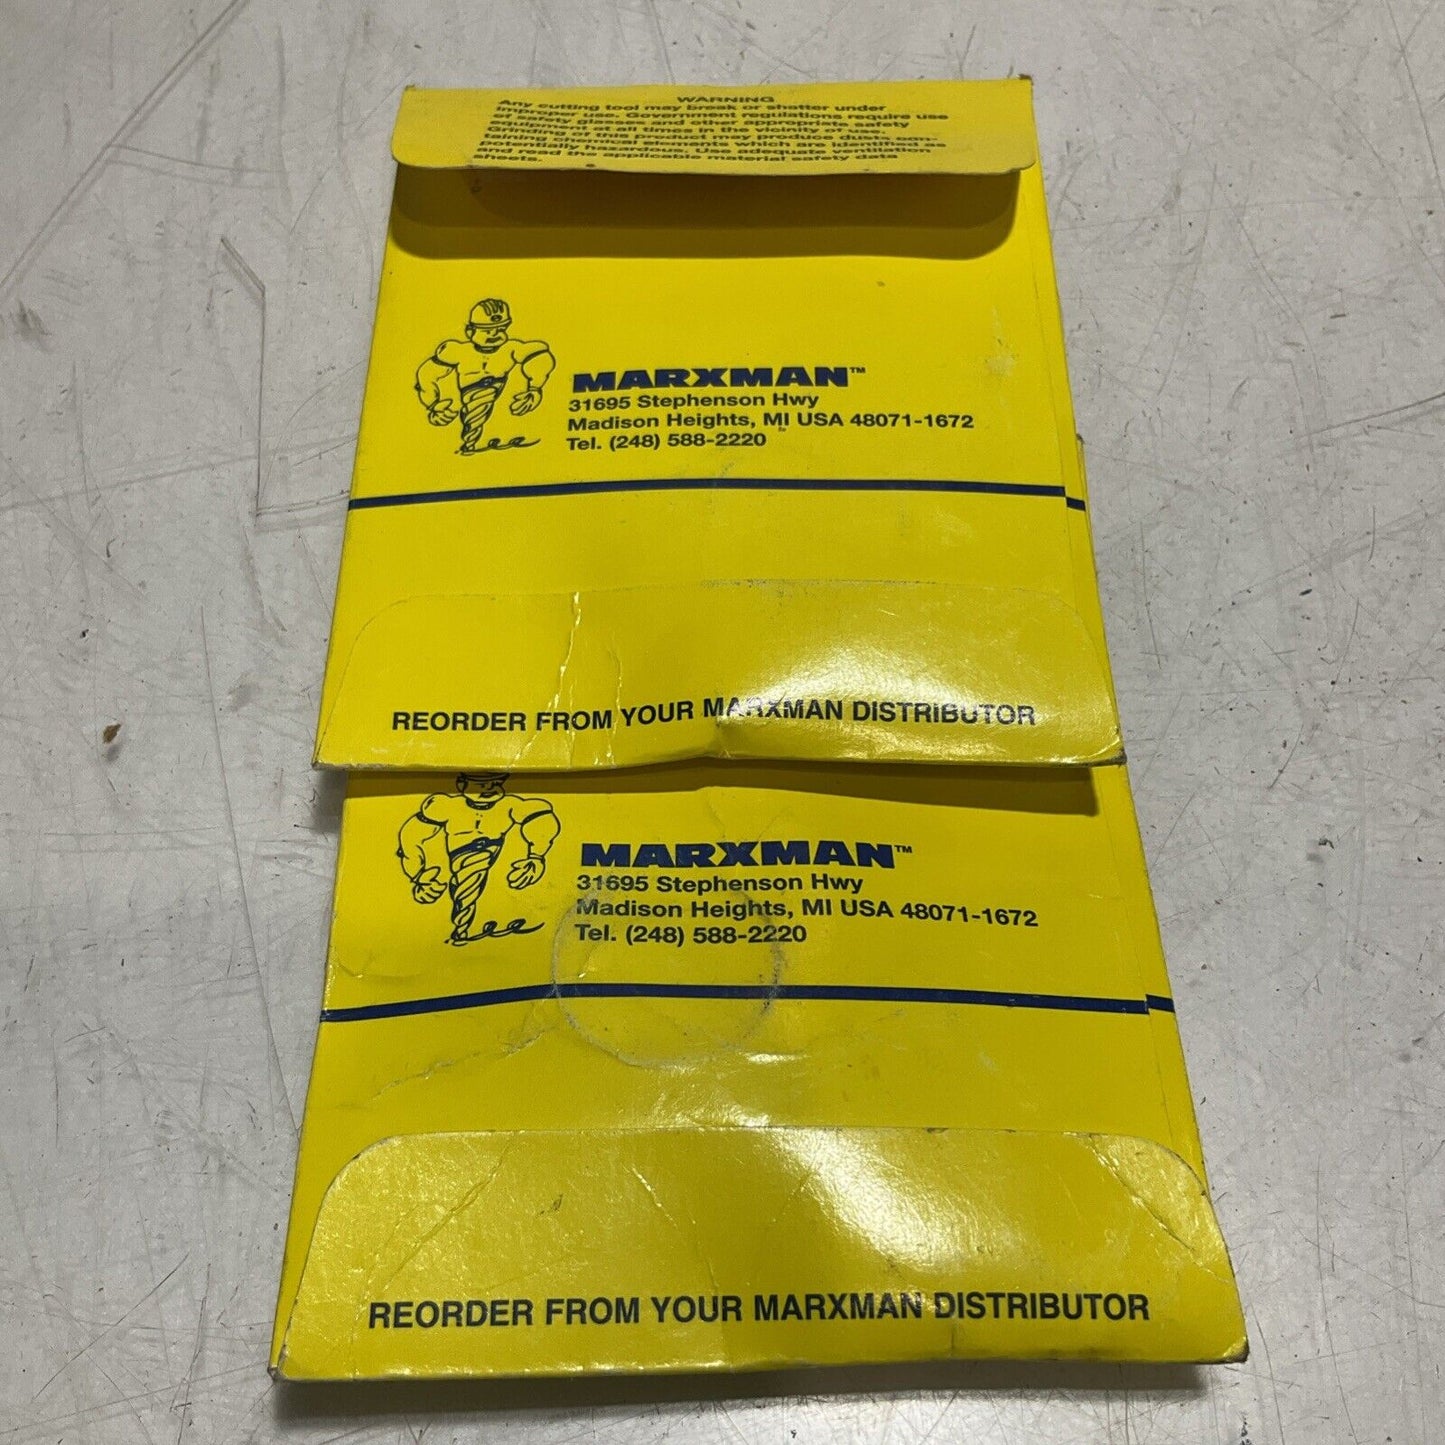 WARNING
Any cutting tool may break or shatter under
improper use. Government regulations require use
of safety glasses and other appropriate safety
equipment at all times in the vicinity of use.
Grinding of this product may produce dusts con-
taining chemical elements which are identified as
potentially hazardous. Use adequate ventilation
and read the applicable material safety data
sheets.
MARXMAN™
31695 Stephenson Hwy
Madison Heights, MI USA 48071-1672
Tel. (248) 588-2220
REORDER FROM YOUR MARXMAN DISTRIBUTOR
MARXMAN™
31695 Stephenson Hwy
Madison Heights, MI USA 48071-1672
Tel. (248) 588-2220
REORDER FROM YOUR MARXMAN DISTRIBUTOR